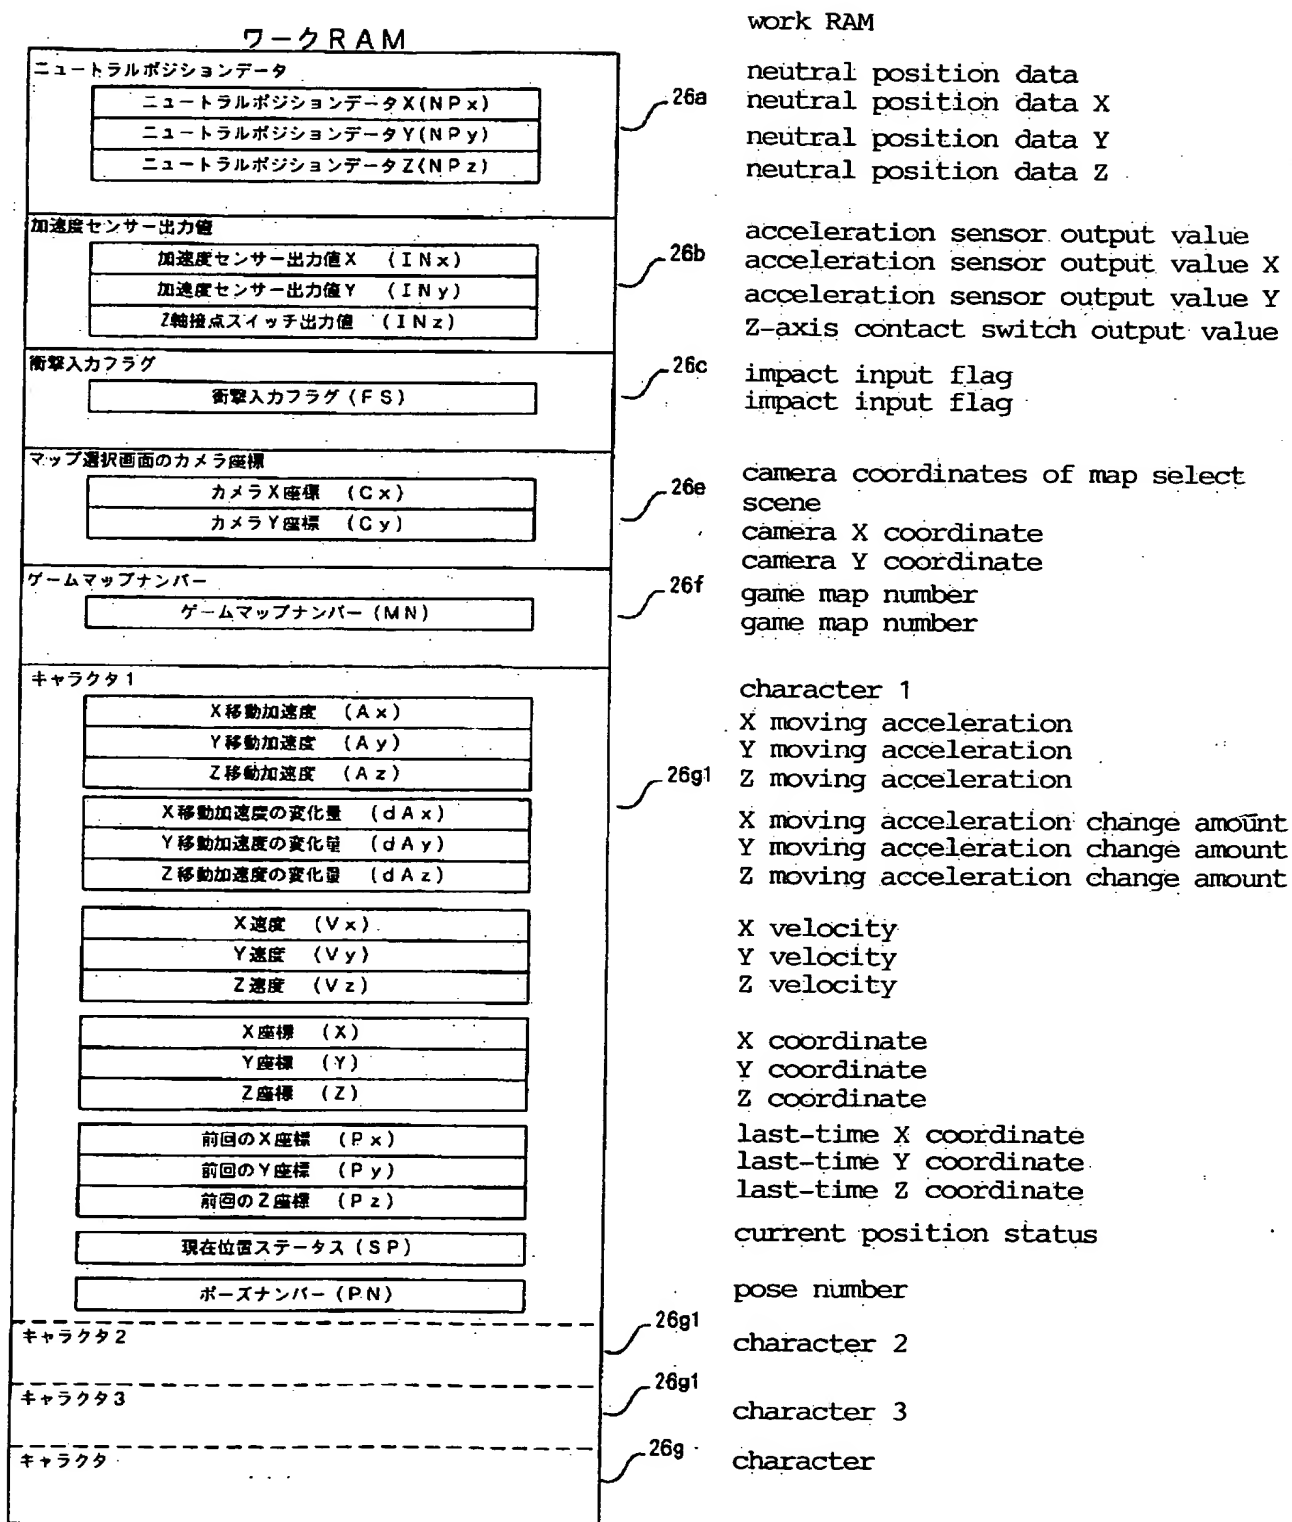 ワークRAM
work RAM
ニュートラルポジションデータ
neutral position data
ニュートラルポジションデータX(NPx)
26a
neutral position data X
ニュートラルポジションデータY(NPy)
neutral position data Y
ニュートラルポジションデータZ(NPz)
neutral position data Z
加速度センサー出力値
acceleration sensor output value
加速度センサー出力値X (INx)
26b
acceleration sensor output value X
加速度センサー出力値Y (INy)
acceleration sensor output value Y
Z軸接点スイッチ出力値 (INz)
Z-axis contact switch output value
衝撃入力フラグ
26c
impact input flag
衝撃入力フラグ(FS)
impact input flag
マップ選択画面のカメラ座標
camera coordinates of map select
scene
カメラX座標 (Cx)
26e
camera X coordinate
カメラY座標 (Cy)
camera Y coordinate
ゲームマップナンバー
26f
game map number
ゲームマップナンバー(MN)
game map number
キャラクタ1
character 1
X移動加速度 (Ax)
X moving acceleration
Y移動加速度 (Ay)
Y moving acceleration
Z移動加速度 (Az)
26g1
Z moving acceleration
X移動加速度の変化量 (dAx)
X moving acceleration change amount
Y移動加速度の変化量 (dAy)
Y moving acceleration change amount
Z移動加速度の変化量 (dAz)
Z moving acceleration change amount
X速度 (Vx)
X velocity
Y速度 (Vy)
Y velocity
Z速度 (Vz)
Z velocity
X座標 (X)
X coordinate
Y座標 (Y)
Y coordinate
Z座標 (Z)
Z coordinate
前回のX座標 (Px)
last-time X coordinate
前回のY座標 (Py)
last-time Y coordinate
前回のZ座標 (Pz)
last-time Z coordinate
現在位置ステータス(SP)
current position status
ポーズナンバー(PN)
pose number
キャラクタ2
26g1
character 2
キャラクタ3
26g1
character 3
キャラクタ
26g
character
...